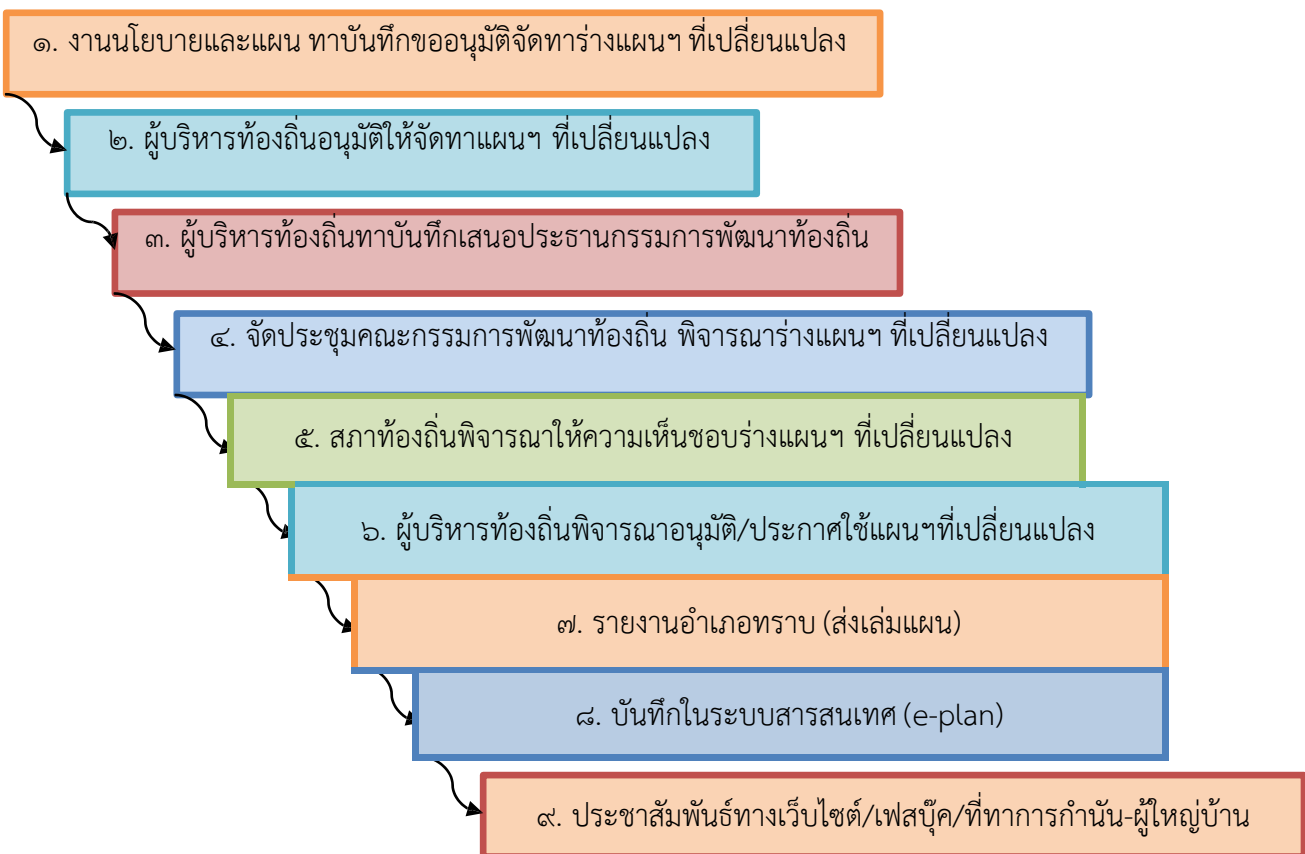 ๑. งานนโยบายและแผน ทาบันทึกขออนุมัติจัดทาร่างแผนฯ ที่เปลี่ยนแปลง
๒. ผู้บริหารท้องถิ่นอนุมัติให้จัดทาแผนฯ ที่เปลี่ยนแปลง
๓. ผู้บริหารท้องถิ่นทาบันทึกเสนอประธานกรรมการพัฒนาท้องถิ่น
๔. จัดประชุมคณะกรรมการพัฒนาท้องถิ่น พิจารณาร่างแผนฯ ที่เปลี่ยนแปลง
๕. สภาท้องถิ่นพิจารณาให้ความเห็นชอบร่างแผนฯ ที่เปลี่ยนแปลง
๖. ผู้บริหารท้องถิ่นพิจารณาอนุมัติ/ประกาศใช้แผนฯที่เปลี่ยนแปลง
๗. รายงานอำเภอทราบ (ส่งเล่มแผน)
๘. บันทึกในระบบสารสนเทศ (e-plan)
๙. ประชาสัมพันธ์ทางเว็บไซต์/เฟสบุ๊ค/ที่ทาการกำนัน-ผู้ใหญ่บ้าน